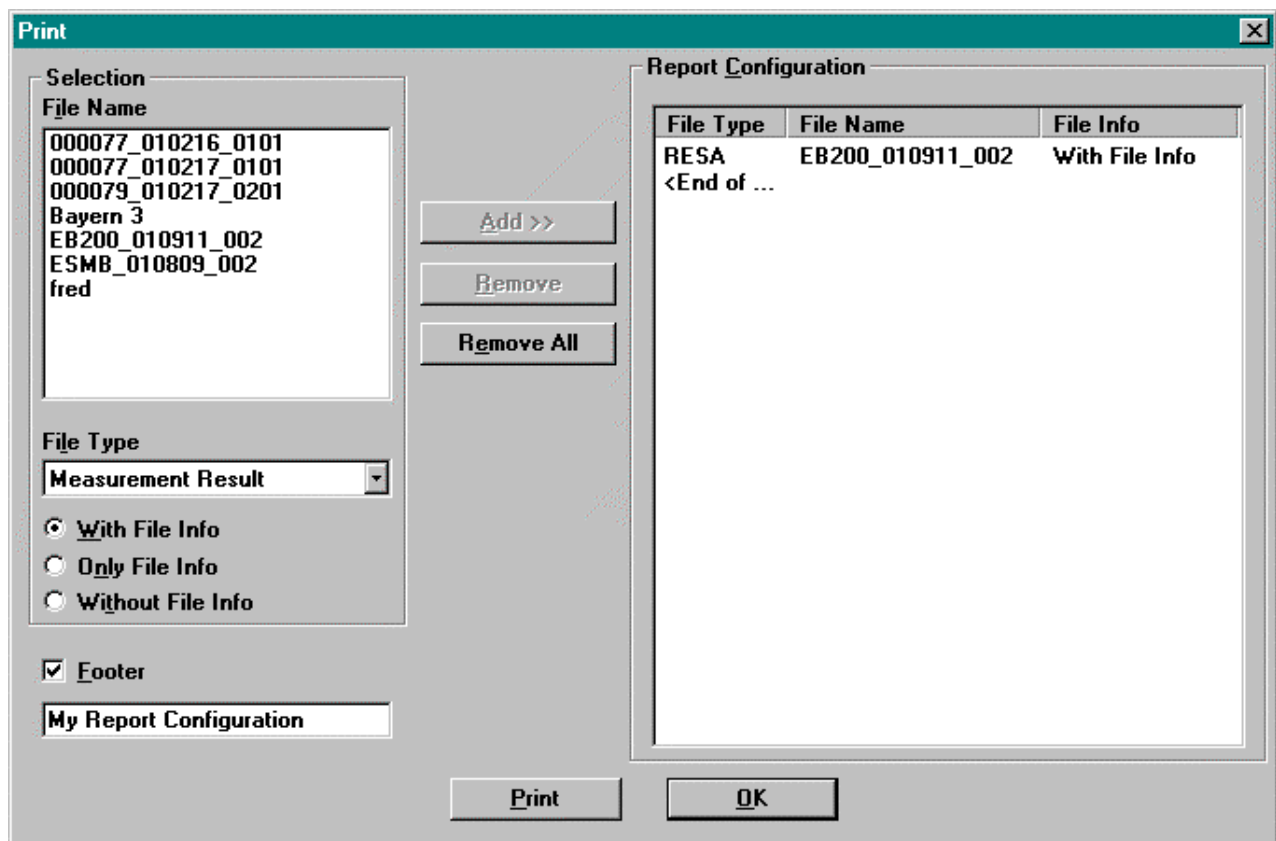 Print
Selection
File Name
000077_010216_0101
000077_010217_0101
000079_010217_0201
Bayern 3
EB200_010911_002
ESMB_010809_002
fred
File Type
Measurement Result
With File Info
Only File Info
Without File Info
Footer
My Report Configuration
Add >>
Remove
Remove All
Report Configuration
File Type File Name File Info
RESA EB200_010911_002 With File Info
<End of ...
Print
OK